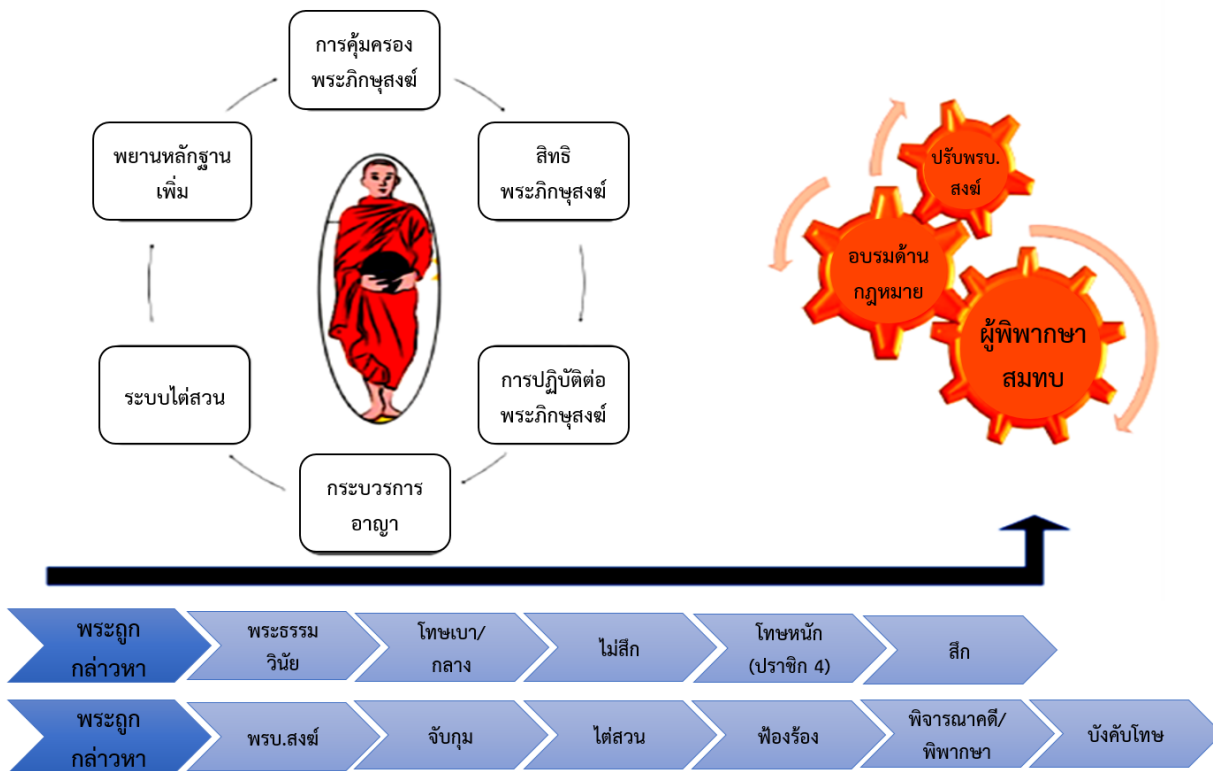 การคุ้มครอง
พระภิกษุสงฆ์
สิทธิ
พระภิกษุสงฆ์
การปฏิบัติต่อ
พระภิกษุสงฆ์
กระบวรการ
อาญา
ระบบไต่สวน
พยานหลักฐาน
เพิ่ม
ปรับพรบ.
สงฆ์
อบรมด้าน
กฎหมาย
ผู้พิพากษา
สมทบ
พระถูก
กล่าวหา
พระธรรม
วินัย
โทษเบา/
กลาง
ไม่สึก
โทษหนัก
(ปราชิก 4)
สึก
พระถูก
กล่าวหา
พรบ.สงฆ์
จับกุม
ไต่สวน
ฟ้องร้อง
พิจารณาคดี/
พิพากษา
บังคับโทษ